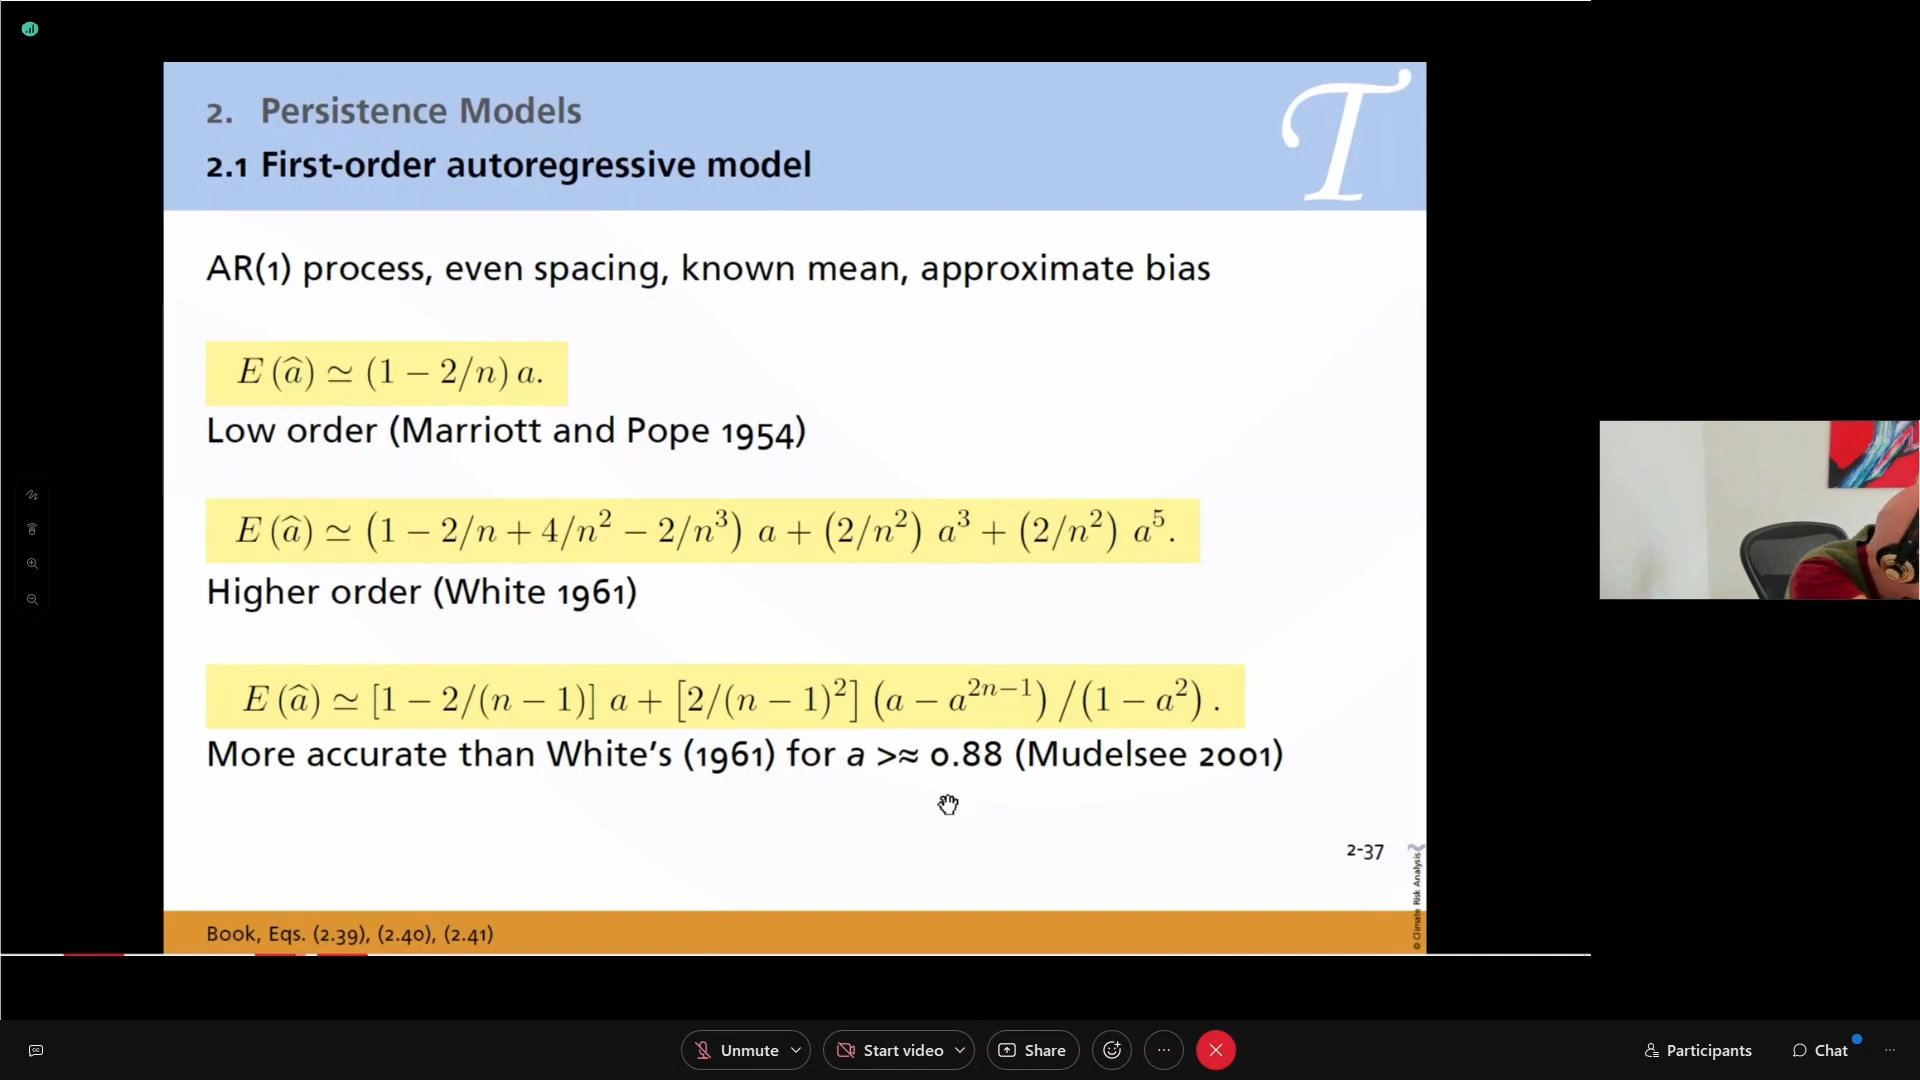 2. Persistence Models
2.1 First-order autoregressive model
T
AR(1) process, even spacing, known mean, approximate bias
E(â) ≃ (1 − 2/n) a.
Low order (Marriott and Pope 1954)
E(â) ≃ (1 − 2/n + 4/n² − 2/n³) a + (2/n²) a³ + (2/n²) a⁵.
Higher order (White 1961)
E(â) ≃ [1 − 2/(n − 1)] a + [2/(n − 1)²] (a − a²ⁿ⁻¹) /(1 − a²) .
More accurate than White's (1961) for a >≈ 0.88 (Mudelsee 2001)
2-37
© Climate Risk Analysis
Book, Eqs. (2.39), (2.40), (2.41)
Unmute
Start video
Share
Participants
Chat